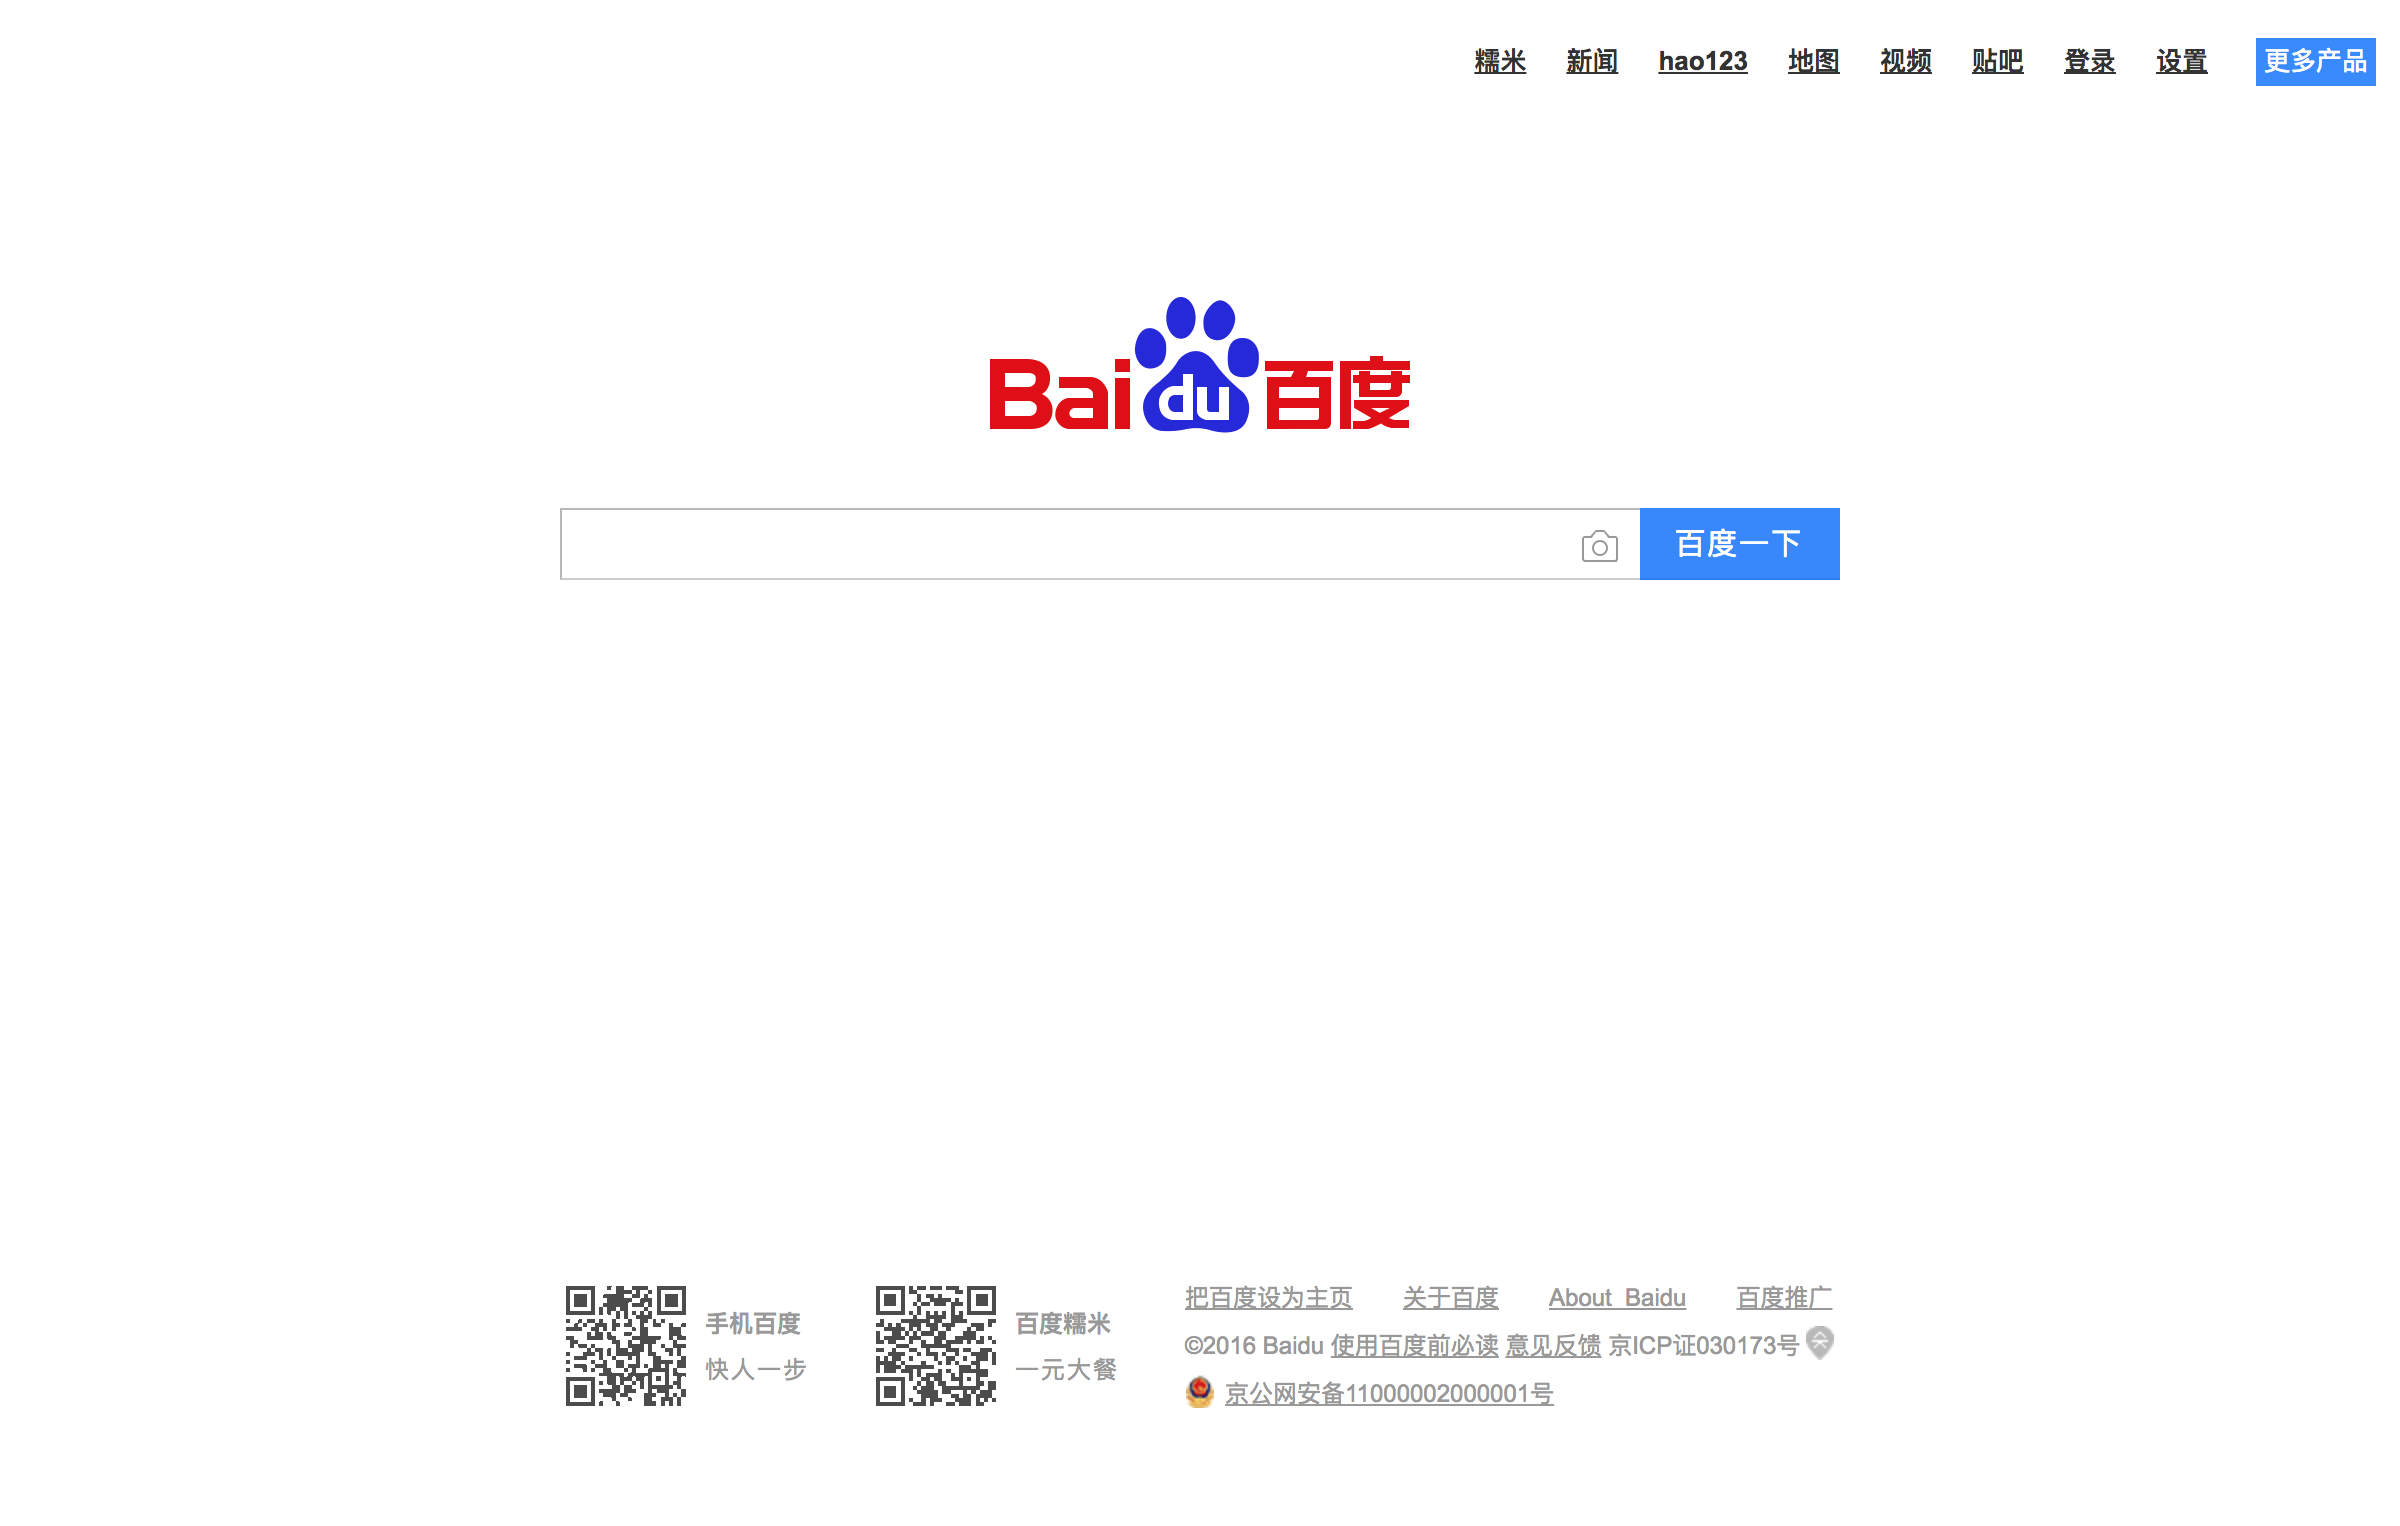 糯米 新闻 hao123 地图 视频 贴吧 登录 设置 更多产品
Bai du 百度
百度一下
手机百度
快人一步
百度糯米
一元大餐
把百度设为主页 关于百度 About Baidu 百度推广
©2016 Baidu 使用百度前必读 意见反馈 京ICP证030173号
京公网安备11000002000001号